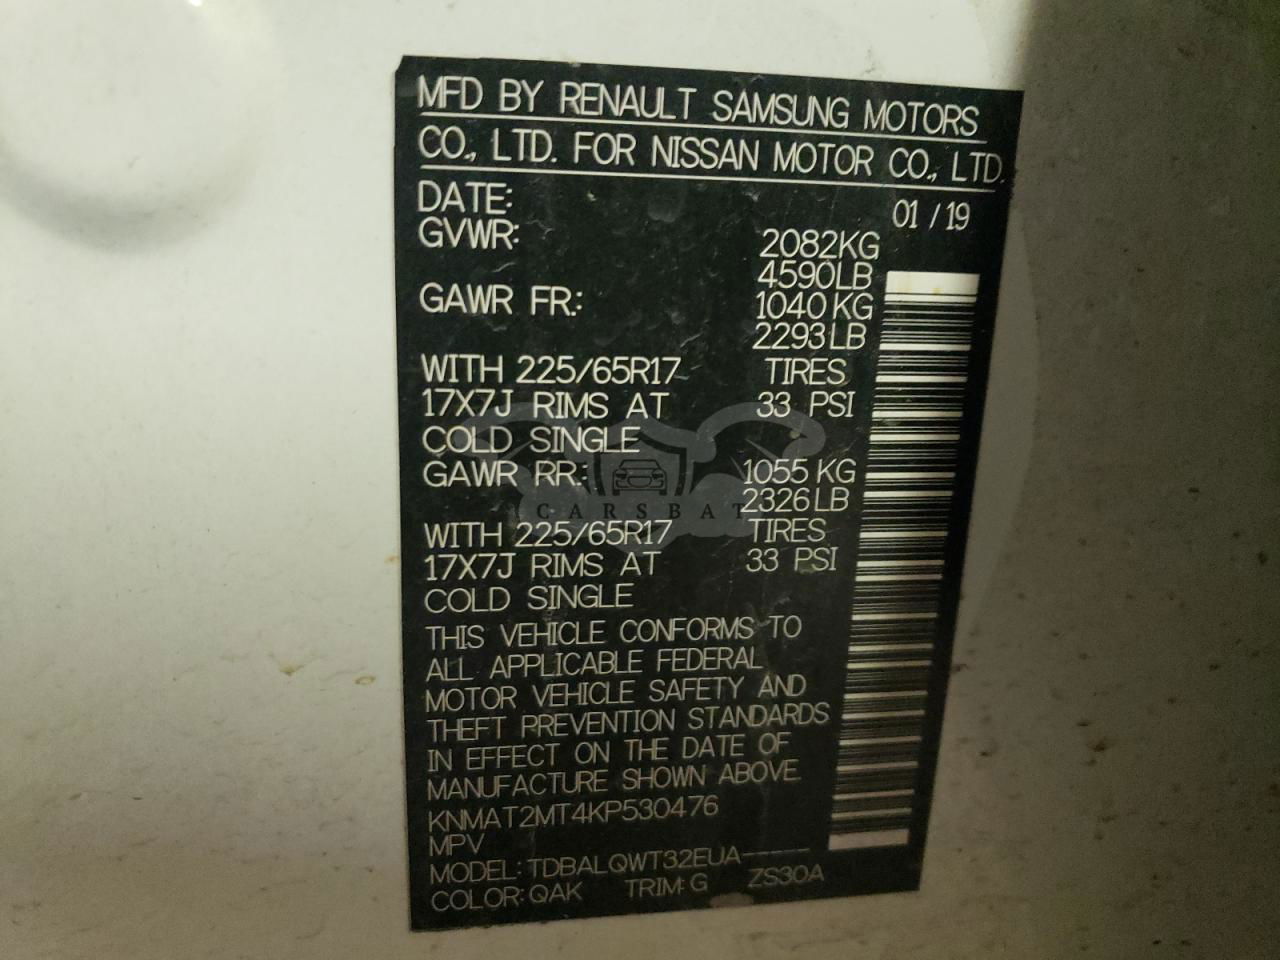 MFD BY RENAULT SAMSUNG MOTORS
CO., LTD. FOR NISSAN MOTOR CO., LTD.
DATE: 01 / 19
GVWR: 2082KG
4590LB
GAWR FR.: 1040 KG
2293LB
WITH 225/65R17 TIRES
17X7J RIMS AT 33 PSI
COLD SINGLE
GAWR RR.: 1055 KG
2326LB
CARSBAT
WITH 225/65R17 TIRES
17X7J RIMS AT 33 PSI
COLD SINGLE
THIS VEHICLE CONFORMS TO
ALL APPLICABLE FEDERAL
MOTOR VEHICLE SAFETY AND
THEFT PREVENTION STANDARDS
IN EFFECT ON THE DATE OF
MANUFACTURE SHOWN ABOVE.
KNMAT2MT4KP530476
MPV
MODEL: TDBALQWT32EUA------
COLOR: QAK TRIM: G ZS30A